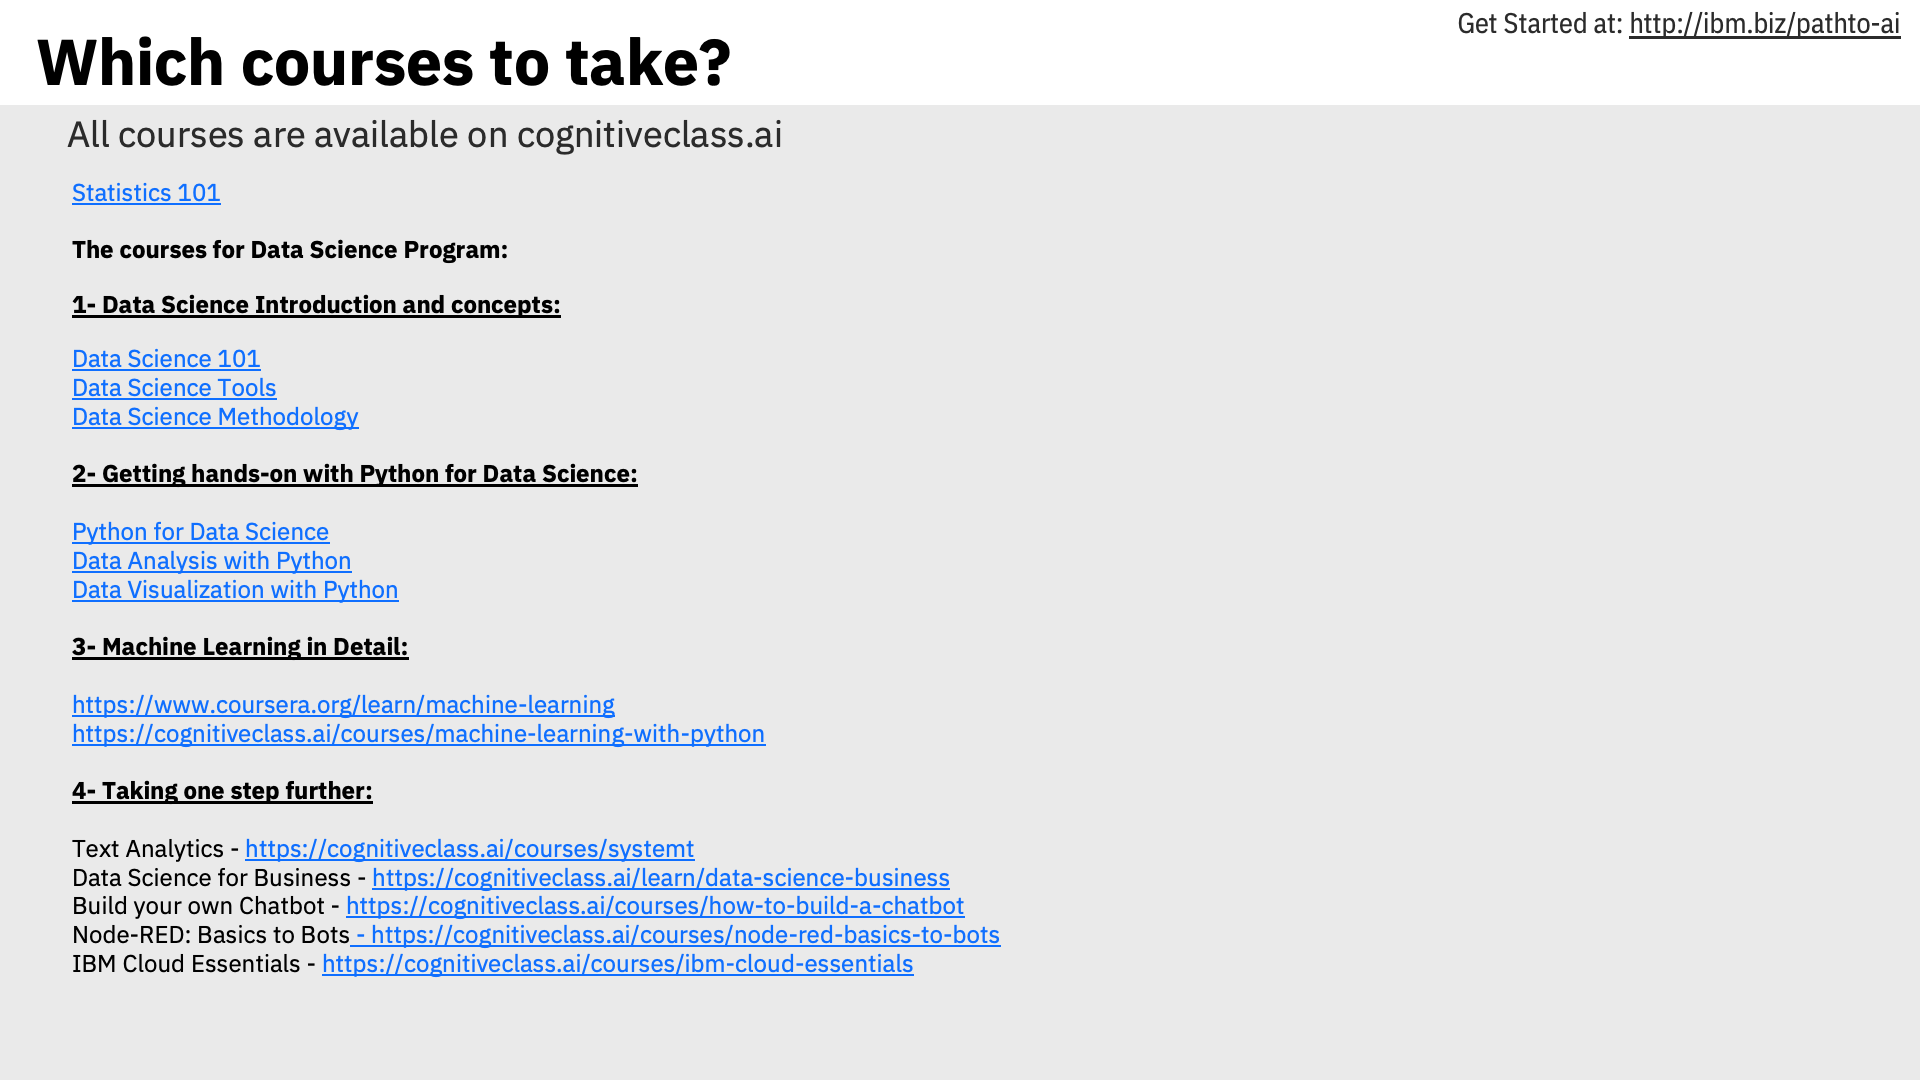 Get Started at: http://ibm.biz/pathto-ai
Which courses to take?
All courses are available on cognitiveclass.ai
Statistics 101
The courses for Data Science Program:
1- Data Science Introduction and concepts:
Data Science 101
Data Science Tools
Data Science Methodology
2- Getting hands-on with Python for Data Science:
Python for Data Science
Data Analysis with Python
Data Visualization with Python
3- Machine Learning in Detail:
https://www.coursera.org/learn/machine-learning
https://cognitiveclass.ai/courses/machine-learning-with-python
4- Taking one step further:
Text Analytics - https://cognitiveclass.ai/courses/systemt
Data Science for Business - https://cognitiveclass.ai/learn/data-science-business
Build your own Chatbot - https://cognitiveclass.ai/courses/how-to-build-a-chatbot
Node-RED: Basics to Bots - https://cognitiveclass.ai/courses/node-red-basics-to-bots
IBM Cloud Essentials - https://cognitiveclass.ai/courses/ibm-cloud-essentials